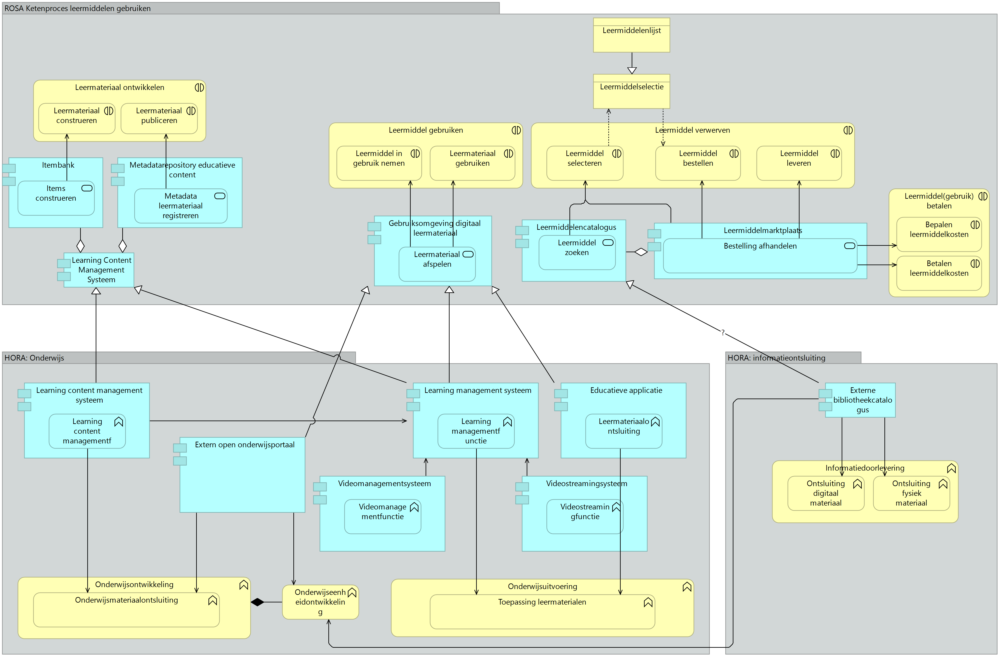 ROSA Ketenproces leermiddelen gebruiken
Leermiddelenlijst
Leermiddelselectie
Leermateriaal ontwikkelen
Leermateriaal
construeren
Leermateriaal
publiceren
Leermiddel gebruiken
Leermiddel in
gebruik nemen
Leermateriaal
gebruiken
Leermiddel verwerven
Leermiddel
selecteren
Leermiddel
bestellen
Leermiddel
leveren
Itembank
Items
construeren
Metadatarepository educatieve
content
Metadata
leermateriaal
registreren
Leermiddel(gebruik)
betalen
Bepalen
leermiddelkosten
Betalen
leermiddelkosten
Gebruiksomgeving digitaal
leermateriaal
Leermateriaal
afspelen
Leermiddelencatalogus
Leermiddel
zoeken
Leermiddelmarktplaats
Bestelling afhandelen
Learning Content
Management
Systeem
?
HORA: Onderwijs
HORA: informatieontsluiting
Learning content management
systeem
Learning
content
managementf
Extern open onderwijsportaal
Learning management systeem
Learning
managementf
unctie
Educatieve applicatie
Leermateriaalo
ntsluiting
Externe
bibliotheekcatalo
gus
Videomanagementsysteem
Videomanage
mentfunctie
Videostreamingsysteem
Videostreamin
gfunctie
Informatiedoorlevering
Ontsluiting
digitaal
materiaal
Ontsluiting
fysiek
materiaal
Onderwijsontwikkeling
Onderwijsmateriaalontsluiting
Onderwijseenh
eidontwikkelin
g
Onderwijsuitvoering
Toepassing leermaterialen